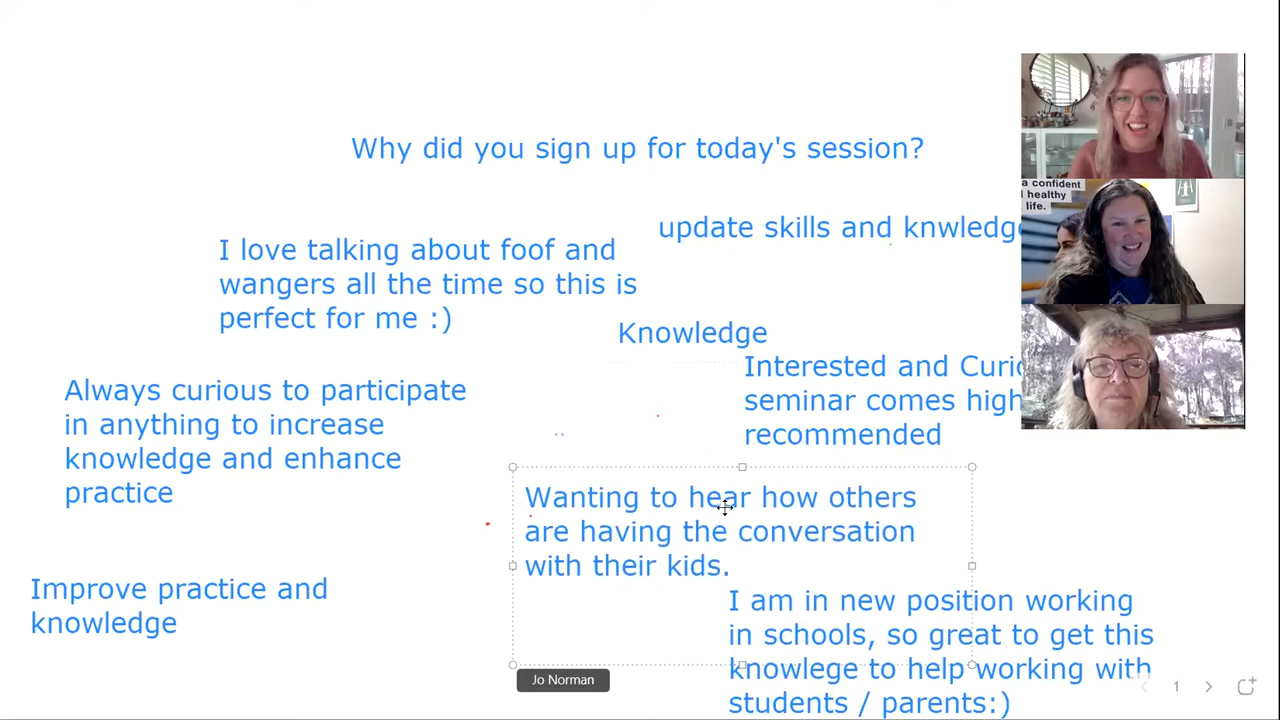 Why did you sign up for today's session?
update skills and knwledge
I love talking about foof and
wangers all the time so this is
perfect for me :)
Knowledge
Interested and
seminar comes
recommended
Always curious to participate
in anything to increase
knowledge and enhance
practice
Wanting to hear how others
are having the conversation
with their kids.
Improve practice and
knowledge
I am in new position working
in schools, so great to get this
knowlege to help working with
students / parents:)
Jo Norman
1
a confident
healthy
life.